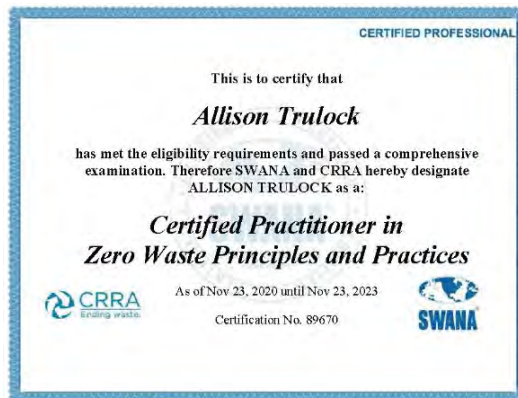 CERTIFIED PROFESSIONAL
This is to certify that
Allison Trulock
has met the eligibility requirements and passed a comprehensive
examination. Therefore SWANA and CRRA hereby designate
ALLISON TRULOCK as a:
Certified Practitioner in
Zero Waste Principles and Practices
As of Nov 23, 2020 until Nov 23, 2023
Certification No. 89670
CRRA
Ending waste.
SWANA